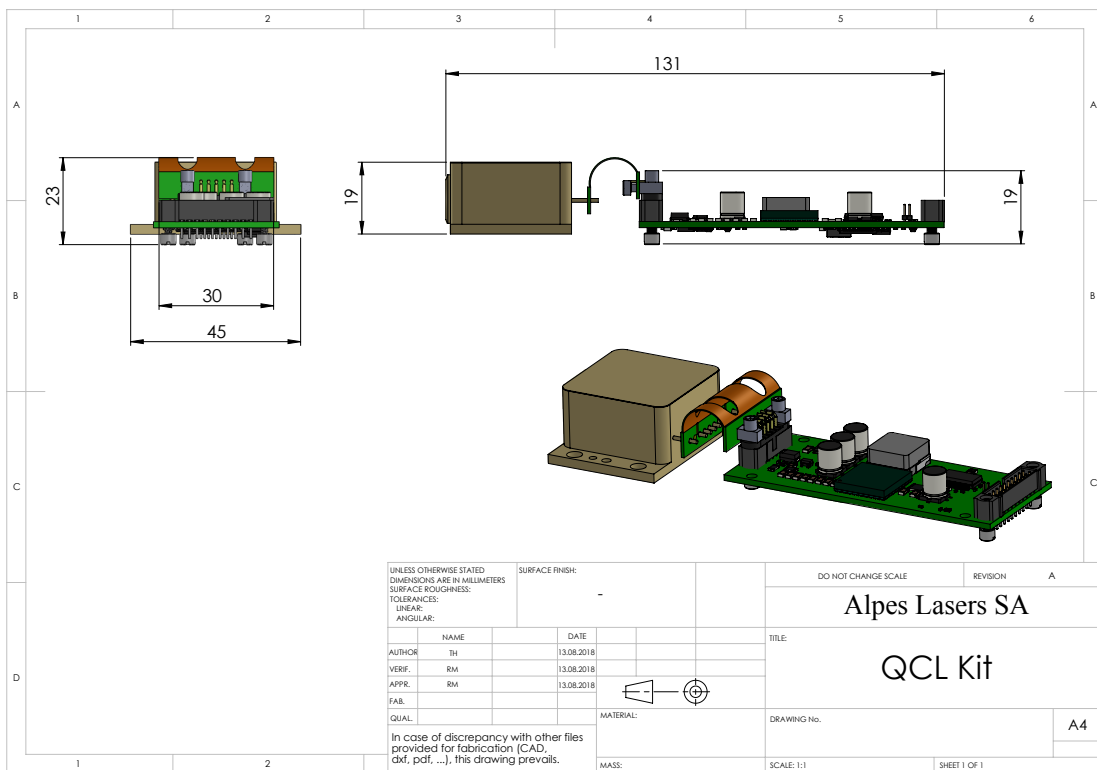 1 2 3 4 5 6
A A
131
23
19
19
30
45
B B
C C
D
UNLESS OTHERWISE STATED
DIMENSIONS ARE IN MILLIMETERS
SURFACE ROUGHNESS:
TOLERANCES:
LINEAR:
ANGULAR:
SURFACE FINISH:
-
DO NOT CHANGE SCALE
REVISION A
Alpes Lasers SA
NAME DATE
AUTHOR TH 13.08.2018
VERIF. RM 13.08.2018
APPR. RM 13.08.2018
FAB.
QUAL.
TITLE:
QCL Kit
In case of discrepancy with other files
provided for fabrication (CAD,
dxf, pdf, ...), this drawing prevails.
MATERIAL:
MASS:
DRAWING No.
A4
SCALE: 1:1
SHEET 1 OF 1
1 2